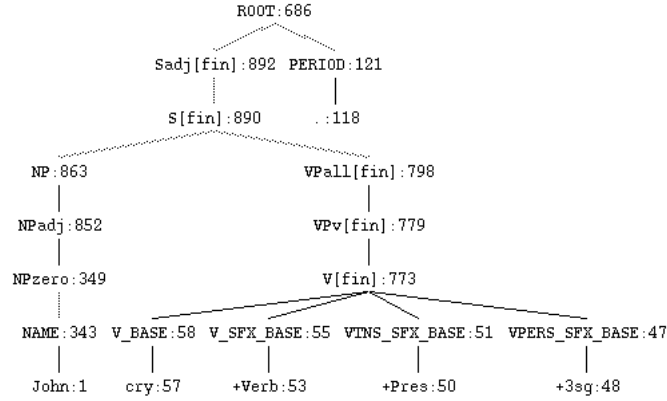 ROOT:686
Sadj[fin]:892 PERIOD:121
S[fin]:890 .:118
NP:863 VPall[fin]:798
NPadj:852 VPv[fin]:779
NPzero:349 V[fin]:773
NAME:343 V_BASE:58 V_SFX_BASE:55 VTNS_SFX_BASE:51 VPERS_SFX_BASE:47
John:1 cry:57 +Verb:53 +Pres:50 +3sg:48